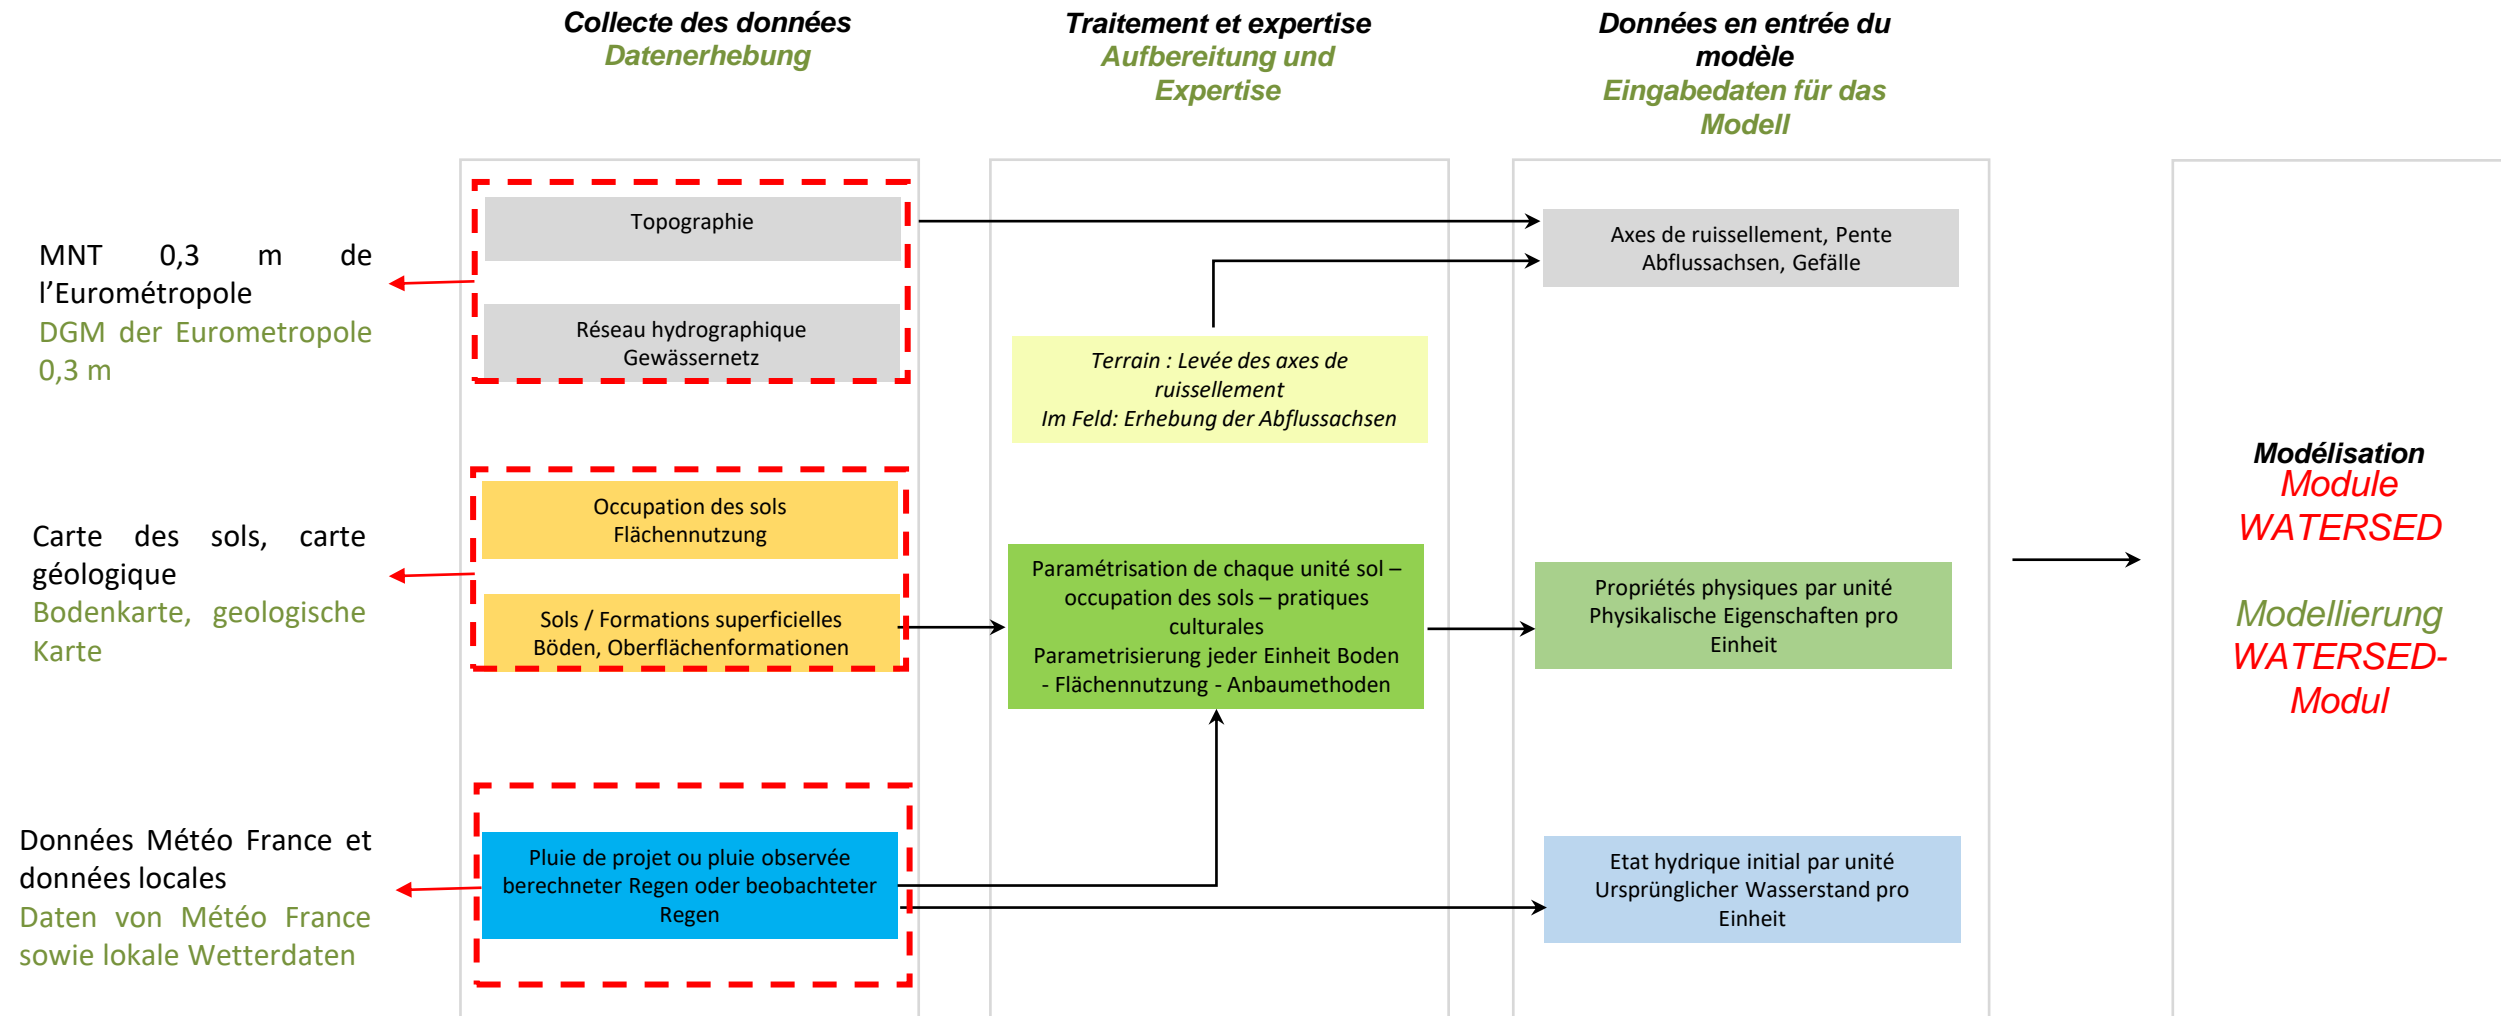 Collecte des données
Datenerhebung
Traitement et expertise
Aufbereitung und
Expertise
Données en entrée du
modèle
Eingabedaten für das
Modell
MNT 0,3 m de
l’Eurométropole
DGM der Eurometropole
0,3 m
Topographie
Réseau hydrographique
Gewässernetz
Terrain : Levée des axes de
ruissellement
Im Feld: Erhebung der Abflussachsen
Axes de ruissellement, Pente
Abflussachsen, Gefälle
Carte des sols, carte
géologique
Bodenkarte, geologische
Karte
Occupation des sols
Flächennutzung
Sols / Formations superficielles
Böden, Oberflächenformationen
Paramétrisation de chaque unité sol –
occupation des sols – pratiques
culturales
Parametrisierung jeder Einheit Boden
- Flächennutzung - Anbaumethoden
Propriétés physiques par unité
Physikalische Eigenschaften pro
Einheit
Données Météo France et
données locales
Daten von Météo France
sowie lokale Wetterdaten
Pluie de projet ou pluie observée
berechneter Regen oder beobachteter
Regen
Etat hydrique initial par unité
Ursprünglicher Wasserstand pro
Einheit
Modélisation
Module
WATERSED
Modellierung
WATERSED-
Modul